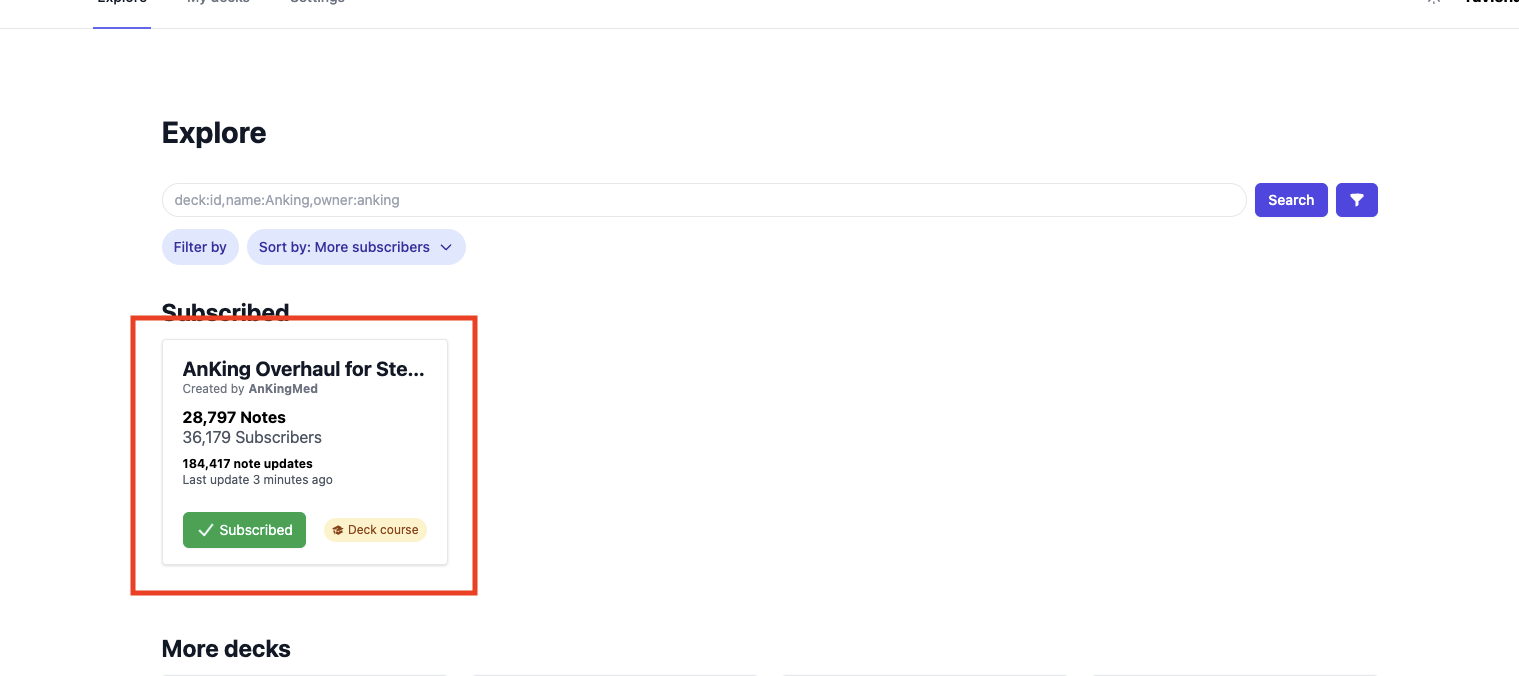 Explore My decks Settings
Explore
deck:id,name:Anking,owner:anking
Search
Filter by
Sort by: More subscribers
Subscribed
AnKing Overhaul for Ste...
Created by AnKingMed
28,797 Notes
36,179 Subscribers
184,417 note updates
Last update 3 minutes ago
Subscribed
Deck course
More decks